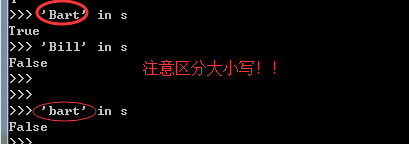 >>> 'Bart' in s
True
>>> 'Bill' in s
False
>>>
注意区分大小写！！
>>>
>>> 'bart' in s
False
>>>